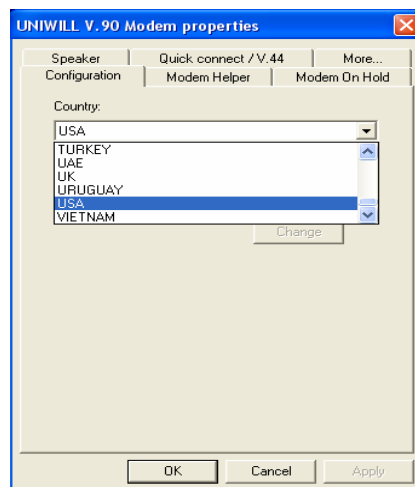 UNIWILL V.90 Modem properties
Speaker
Quick connect / V.44
More...
Configuration
Modem Helper
Modem On Hold
Country:
USA
TURKEY
UAE
UK
URUGUAY
USA
VIETNAM
Change
OK
Cancel
Apply